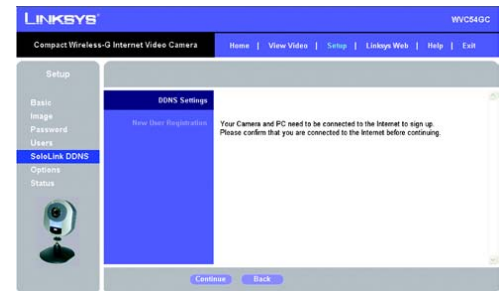 LINKSYS®
WVC54GC
Compact Wireless-G Internet Video Camera
Home | View Video | Setup | Linksys Web | Help | Exit
Setup
Basic
Image
Password
Users
SoloLink DDNS
Options
Status
DDNS Settings
New User Registration
Your Camera and PC need to be connected to the Internet to sign up.
Please confirm that you are connected to the Internet before continuing.
Continue
Back